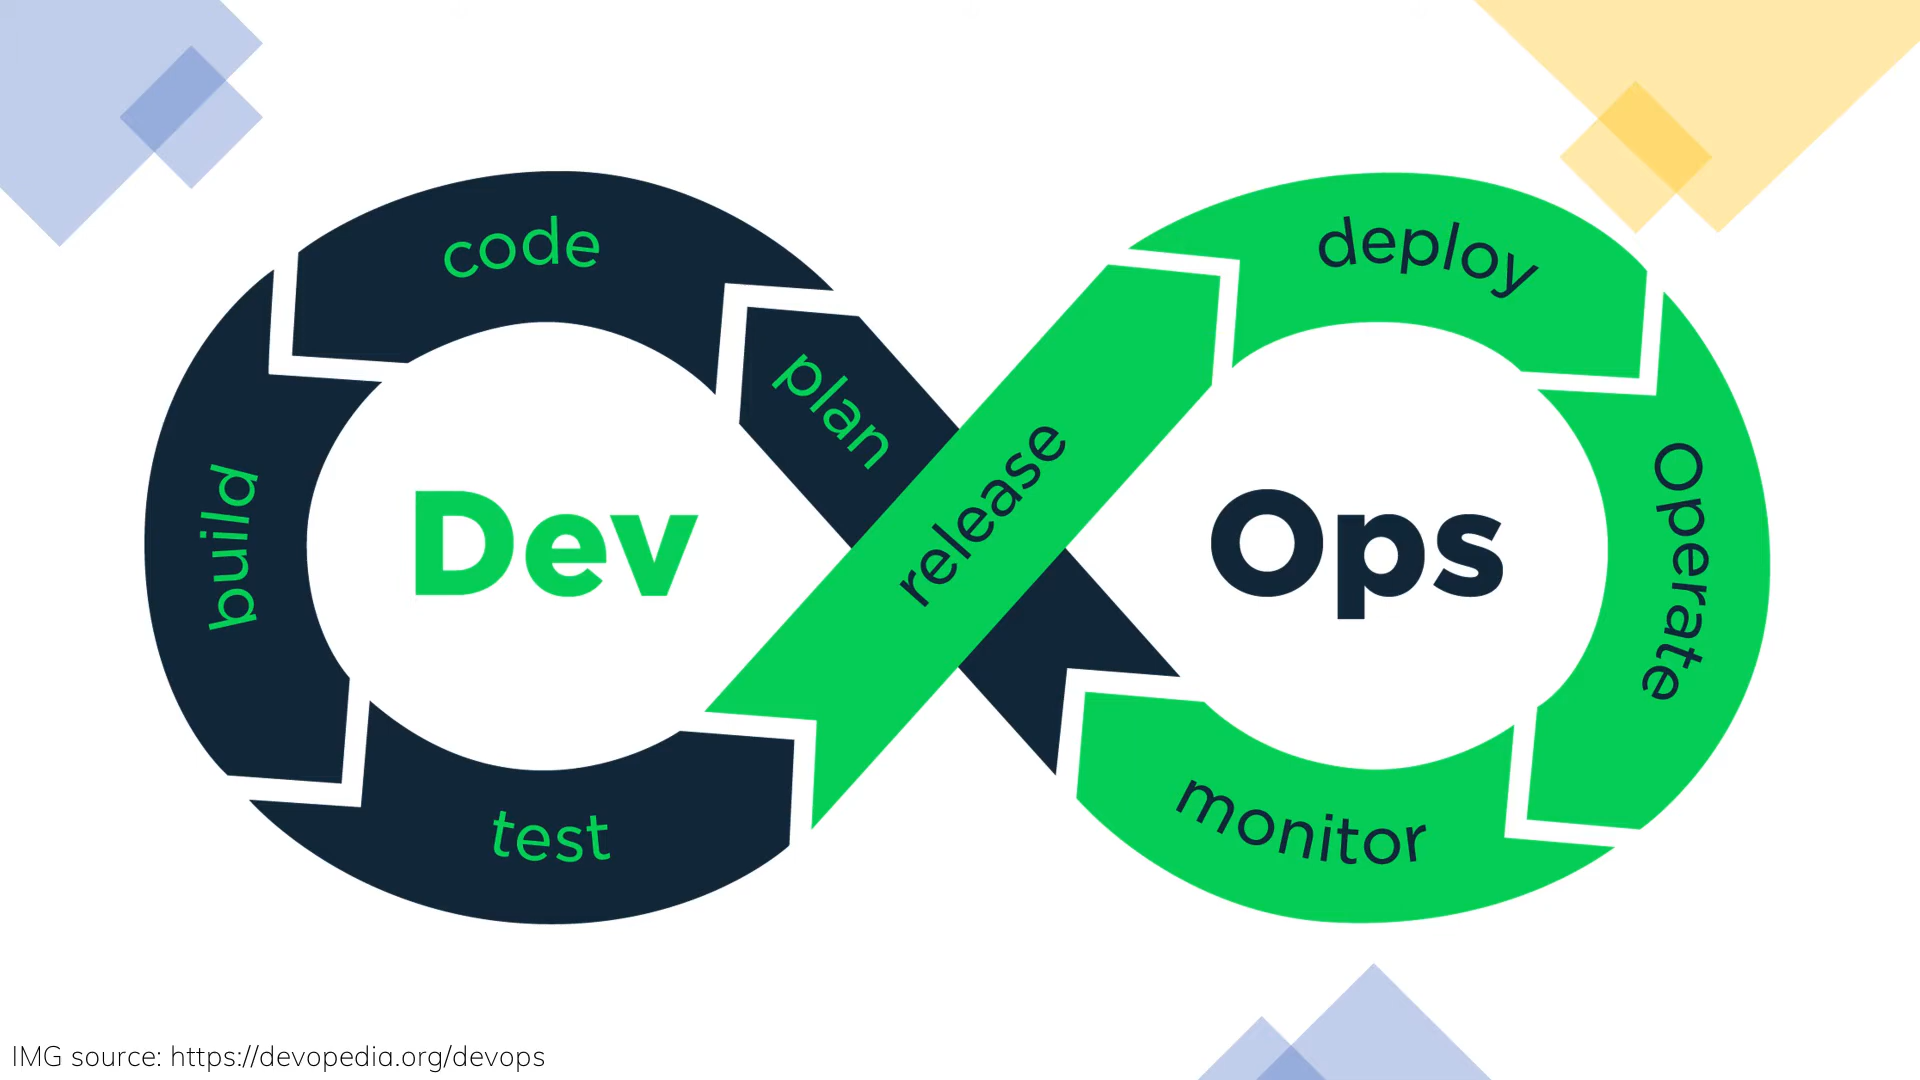 code
plan
build
Dev
test
release
deploy
Ops
Operate
monitor
IMG source: https://devopedia.org/devops